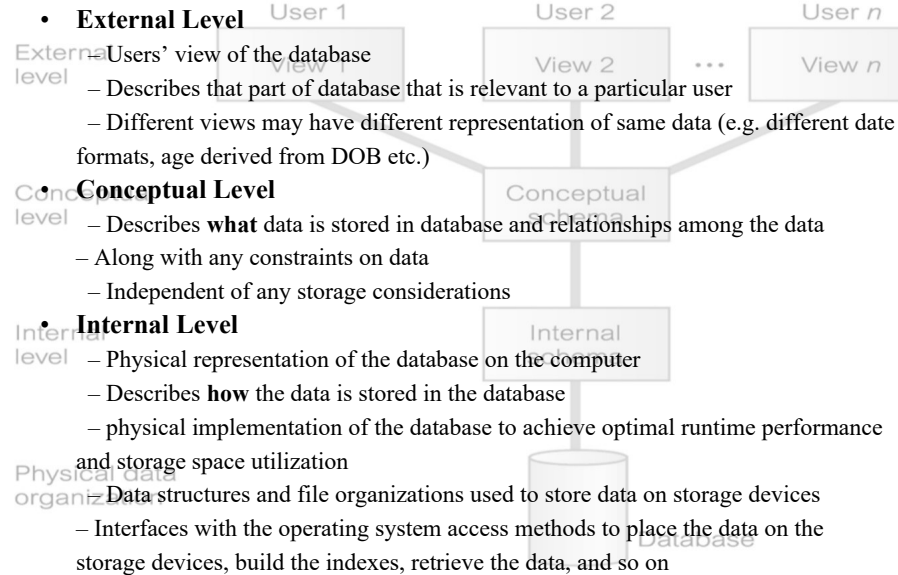 User 1 User 2 User n
• External Level
External level
– Users’ view of the database
View 1 View 2 ... View n
– Describes that part of database that is relevant to a particular user
– Different views may have different representation of same data (e.g. different date
formats, age derived from DOB etc.)
• Conceptual Level
Conceptual level
Conceptual schema
– Describes what data is stored in database and relationships among the data
– Along with any constraints on data
– Independent of any storage considerations
• Internal Level
Internal level
Internal schema
– Physical representation of the database on the computer
– Describes how the data is stored in the database
– physical implementation of the database to achieve optimal runtime performance
and storage space utilization
Physical data
organization
– Data structures and file organizations used to store data on storage devices
– Interfaces with the operating system access methods to place the data on the
Database
storage devices, build the indexes, retrieve the data, and so on